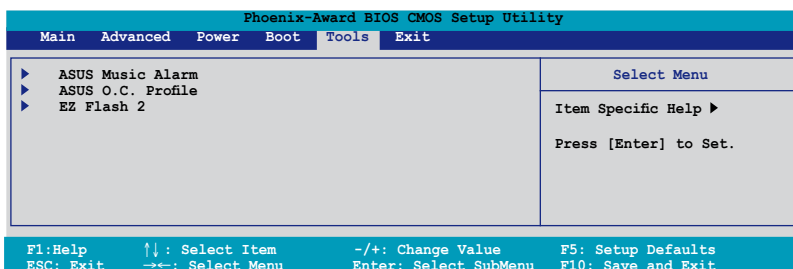 Phoenix-Award BIOS CMOS Setup Utility
Main Advanced Power Boot Tools Exit
ASUS Music Alarm
ASUS O.C. Profile
EZ Flash 2
Select Menu
Item Specific Help
Press [Enter] to Set.
F1:Help ↑↓ : Select Item -/+: Change Value F5: Setup Defaults
ESC: Exit →←: Select Menu Enter: Select SubMenu F10: Save and Exit